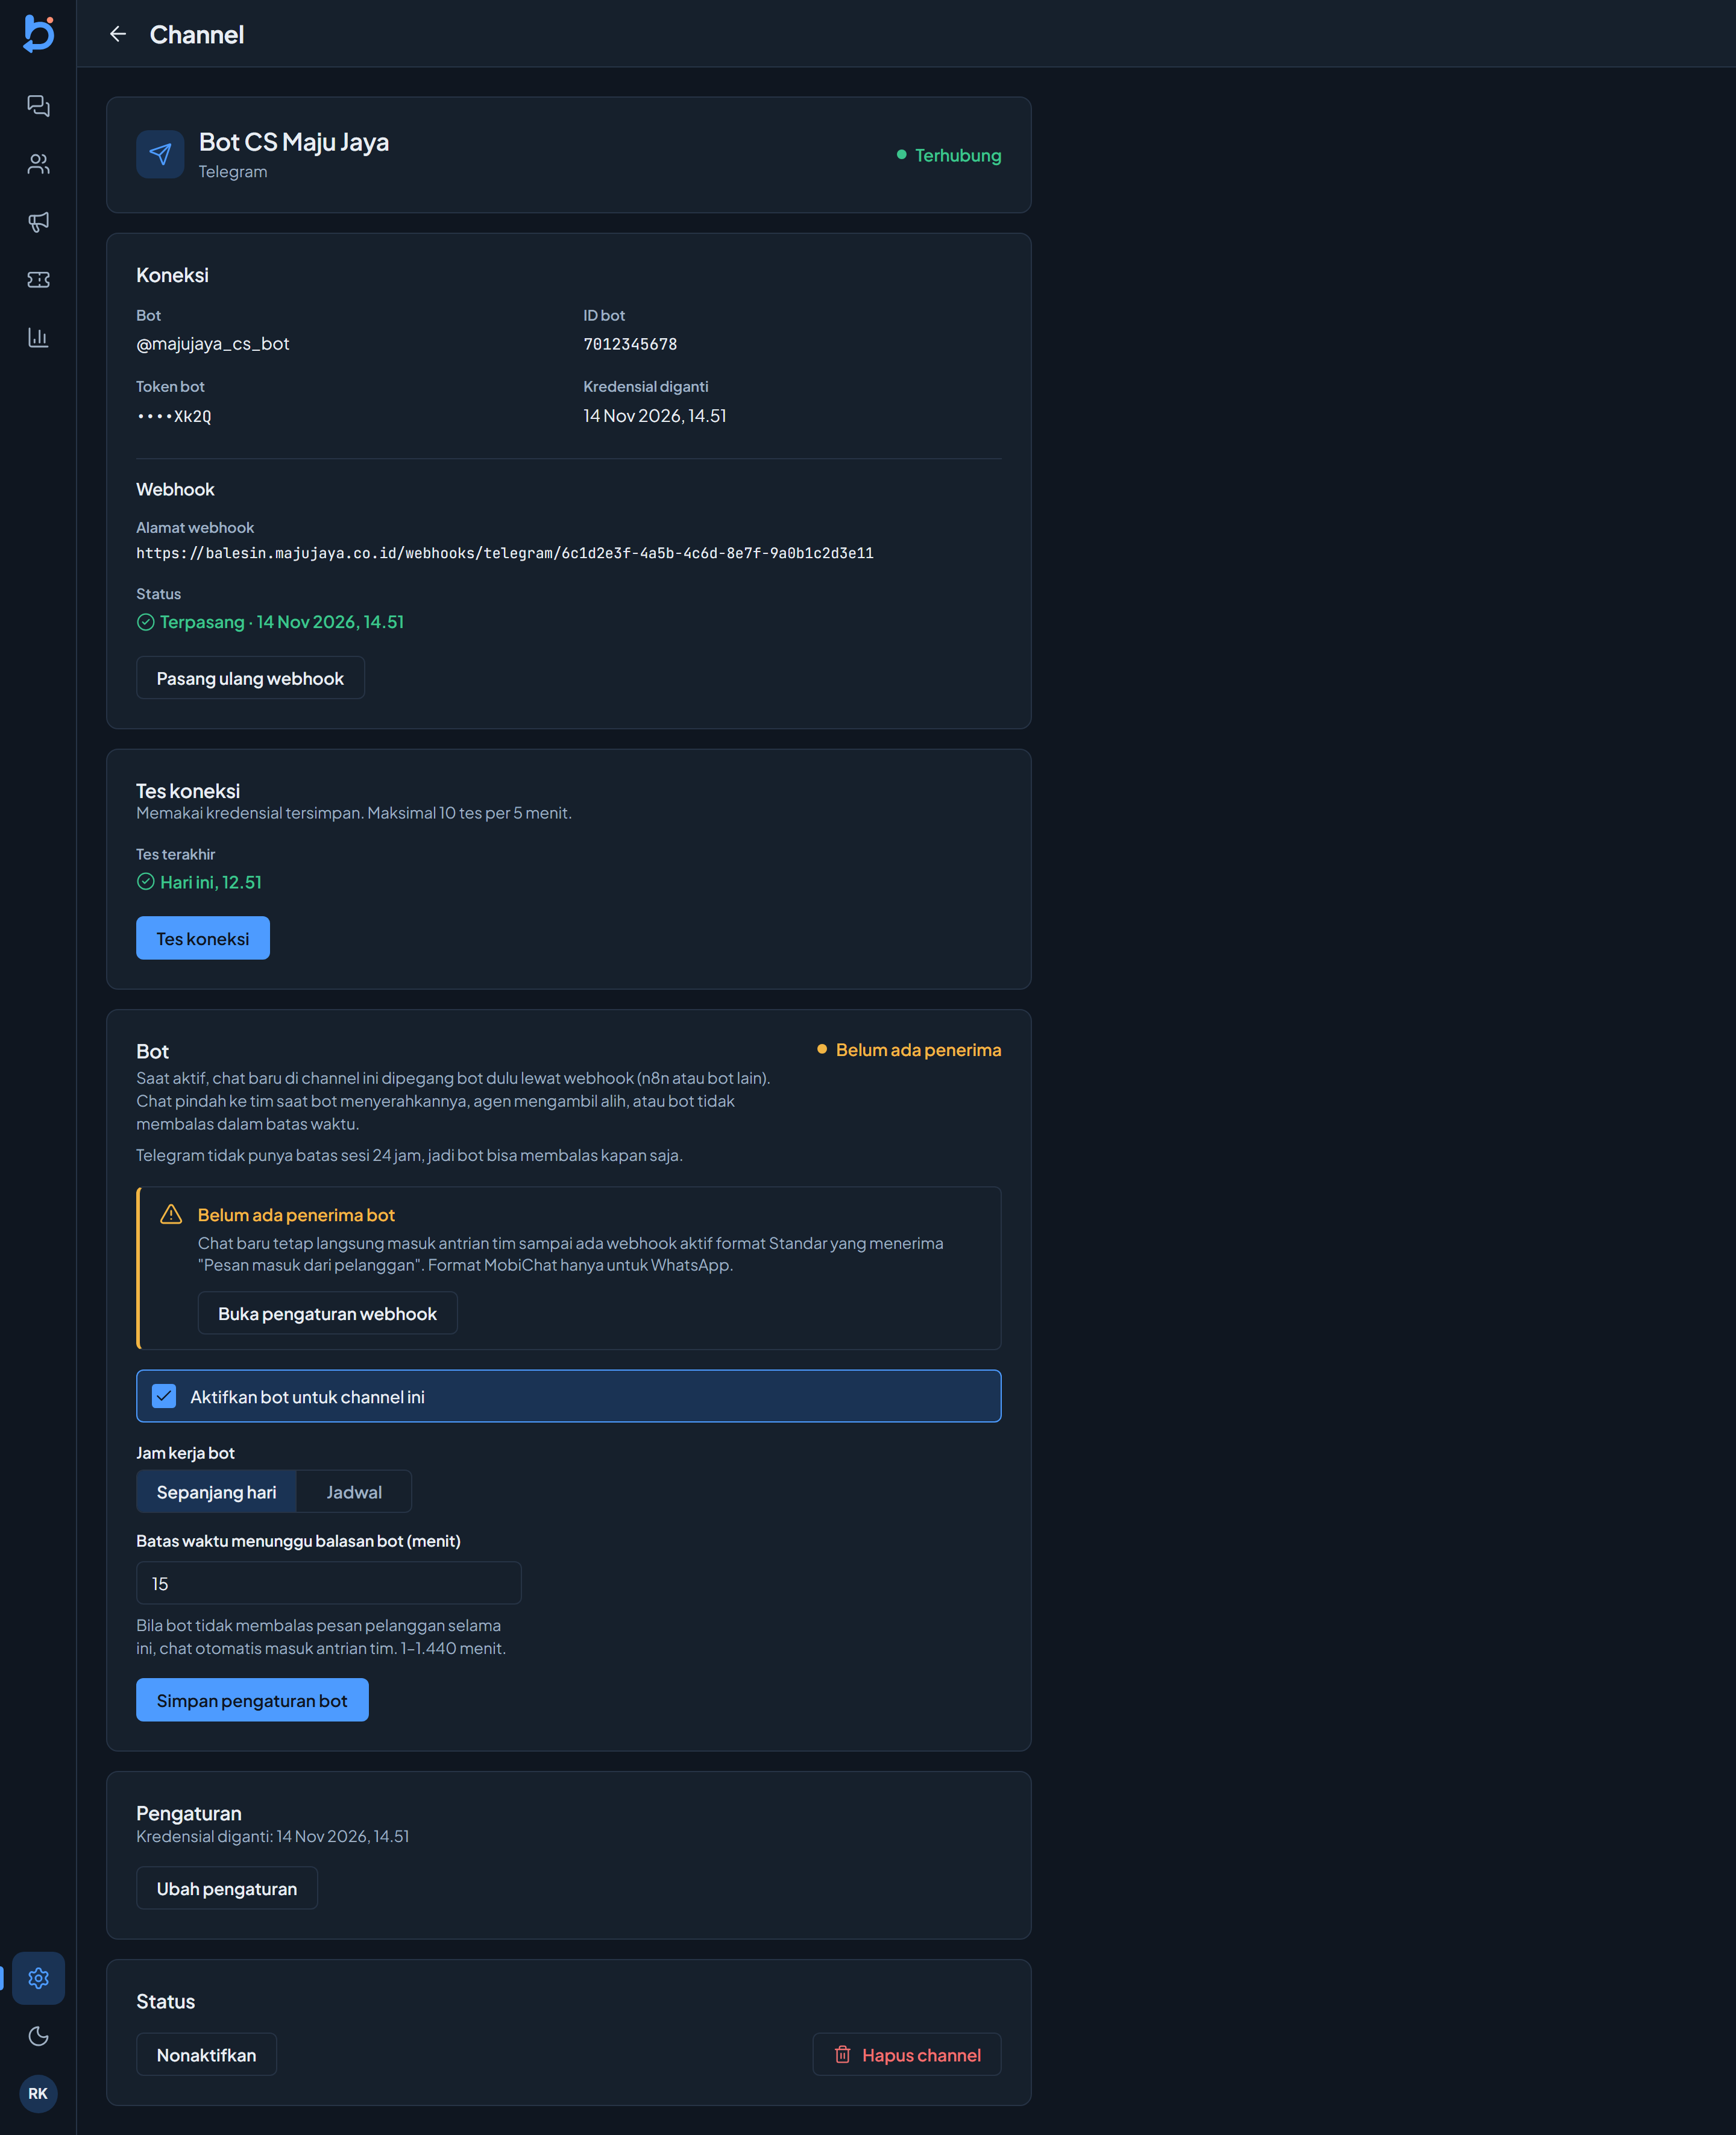 Channel
Bot CS Maju Jaya
Telegram
Terhubung
Koneksi
Bot
@majujaya_cs_bot
ID bot
7012345678
Token bot
••••Xk2Q
Kredensial diganti
14 Nov 2026, 14.51
Webhook
Alamat webhook
https://balesin.majujaya.co.id/webhooks/telegram/6c1d2e3f-4a5b-4c6d-8e7f-9a0b1c2d3e11
Status
Terpasang · 14 Nov 2026, 14.51
Pasang ulang webhook
Tes koneksi
Memakai kredensial tersimpan. Maksimal 10 tes per 5 menit.
Tes terakhir
Hari ini, 12.51
Tes koneksi
Bot
Belum ada penerima
Saat aktif, chat baru di channel ini dipegang bot dulu lewat webhook (n8n atau bot lain).
Chat pindah ke tim saat bot menyerahkannya, agen mengambil alih, atau bot tidak
membalas dalam batas waktu.
Telegram tidak punya batas sesi 24 jam, jadi bot bisa membalas kapan saja.
Belum ada penerima bot
Chat baru tetap langsung masuk antrian tim sampai ada webhook aktif format Standar yang menerima
"Pesan masuk dari pelanggan". Format MobiChat hanya untuk WhatsApp.
Buka pengaturan webhook
Aktifkan bot untuk channel ini
Jam kerja bot
Sepanjang hari
Jadwal
Batas waktu menunggu balasan bot (menit)
15
Bila bot tidak membalas pesan pelanggan selama
ini, chat otomatis masuk antrian tim. 1–1.440 menit.
Simpan pengaturan bot
Pengaturan
Kredensial diganti: 14 Nov 2026, 14.51
Ubah pengaturan
Status
Nonaktifkan
Hapus channel
RK